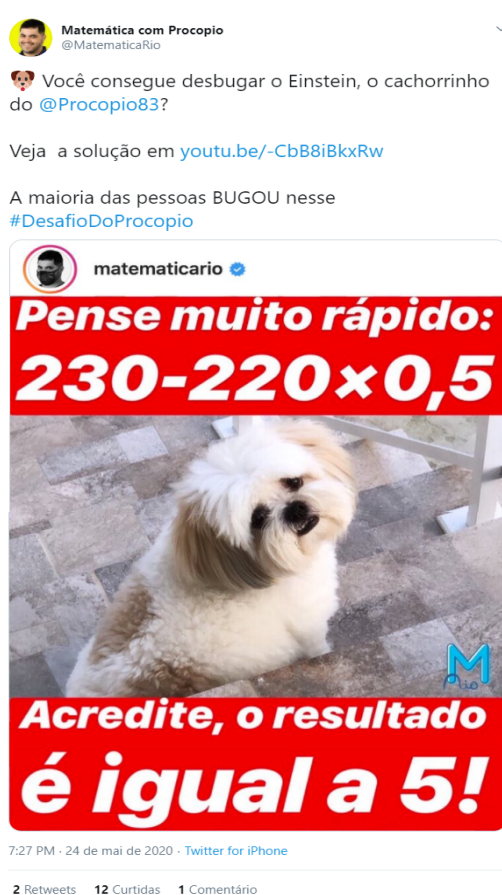 Matemática com Procopio
@MatematicaRio
Você consegue desbugar o Einstein, o cachorrinho
do @Procopio83?
Veja a solução em youtu.be/-CbB8iBkxRw
A maioria das pessoas BUGOU nesse
#DesafioDoProcopio
matematicario
Pense muito rápido:
230-220×0,5
M
Rio
Acredite, o resultado
é igual a 5!
7:27 PM · 24 de mai de 2020 · Twitter for iPhone
2 Retweets 12 Curtidas 1 Comentário